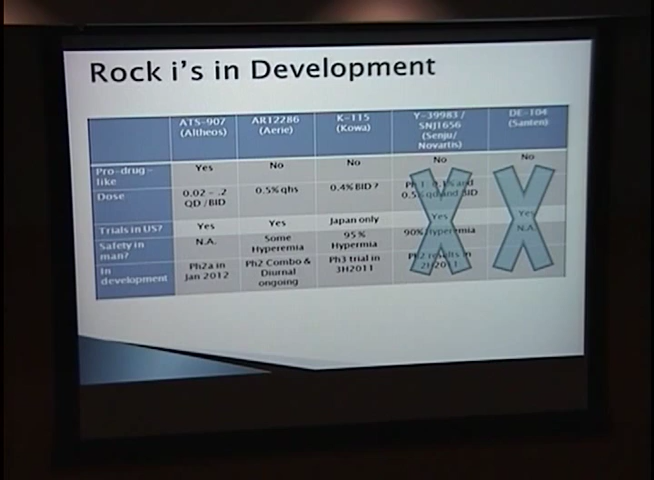 Rock i's in Development
ATS-907 (Altheos) AR12286 (Aerie) K-115 (Kowa) Y-39983 / SNJ1656 (Senju/ Novartis) DE-104 (Santen)
Pro-drug-like Yes No No No No
Dose 0.02 - .2 QD/BID 0.5% qhs 0.4% BID ? and BID
Trials in US? Yes Yes Japan only Yes Yes
Safety in man? N.A. Some Hyperemia 95% Hypermia 90% hyperemia N.A.
In development Ph2a in Jan 2012 Ph2 Combo & Diurnal ongoing Ph3 trial in 3H2011 Ph2 results in